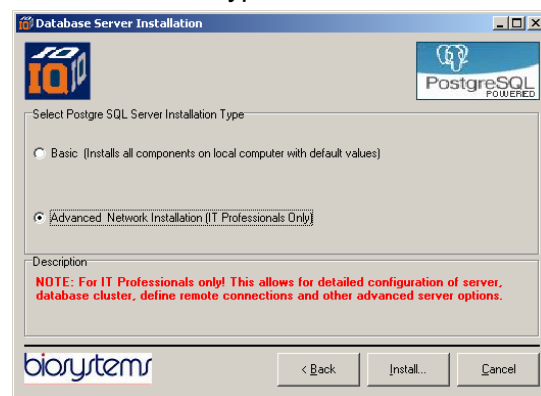 Database Server Installation
IQ
PostgreSQL
POWERED
Select Postgre SQL Server Installation Type
Basic (Installs all components on local computer with default values)
Advanced Network Installation (IT Professionals Only)
Description
NOTE: For IT Professionals only! This allows for detailed configuration of server,
database cluster, define remote connections and other advanced server options.
biosystems
< Back
Install...
Cancel